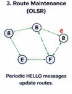 3. Route Maintenance
(OLSR)
B
A
B
E
F
Periodic HELLO messages
update routes.